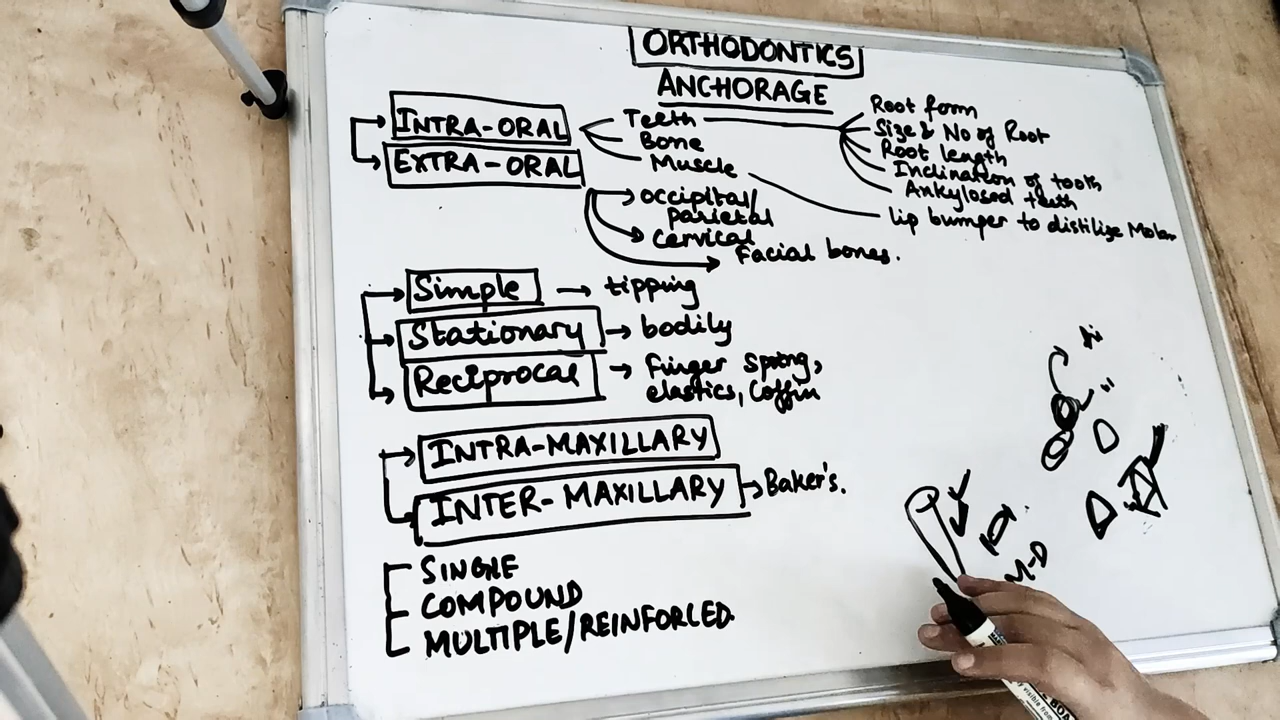 ORTHODONTICS
ANCHORAGE
INTRA-ORAL
EXTRA-ORAL
Teeth
Bone
Muscle
Root form
Size & No of Root
Root length
Inclination of tooth
Ankylosed teeth
lip bumper to distilize Molar
occipital/
parietal
cervical
Facial bones.
Simple → tipping
Stationary → bodily
Reciprocal → Finger spring,
elastics, Coffin
INTRA-MAXILLARY
INTER-MAXILLARY → Baker's.
SINGLE
COMPOUND
MULTIPLE/REINFORCED.
M-D